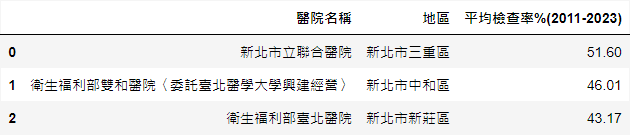 醫院名稱 地區 平均檢查率%(2011-2023)
0 新北市立聯合醫院 新北市三重區 51.60
1 衛生福利部雙和醫院〈委託臺北醫學大學興建經營〉 新北市中和區 46.01
2 衛生福利部臺北醫院 新北市新莊區 43.17